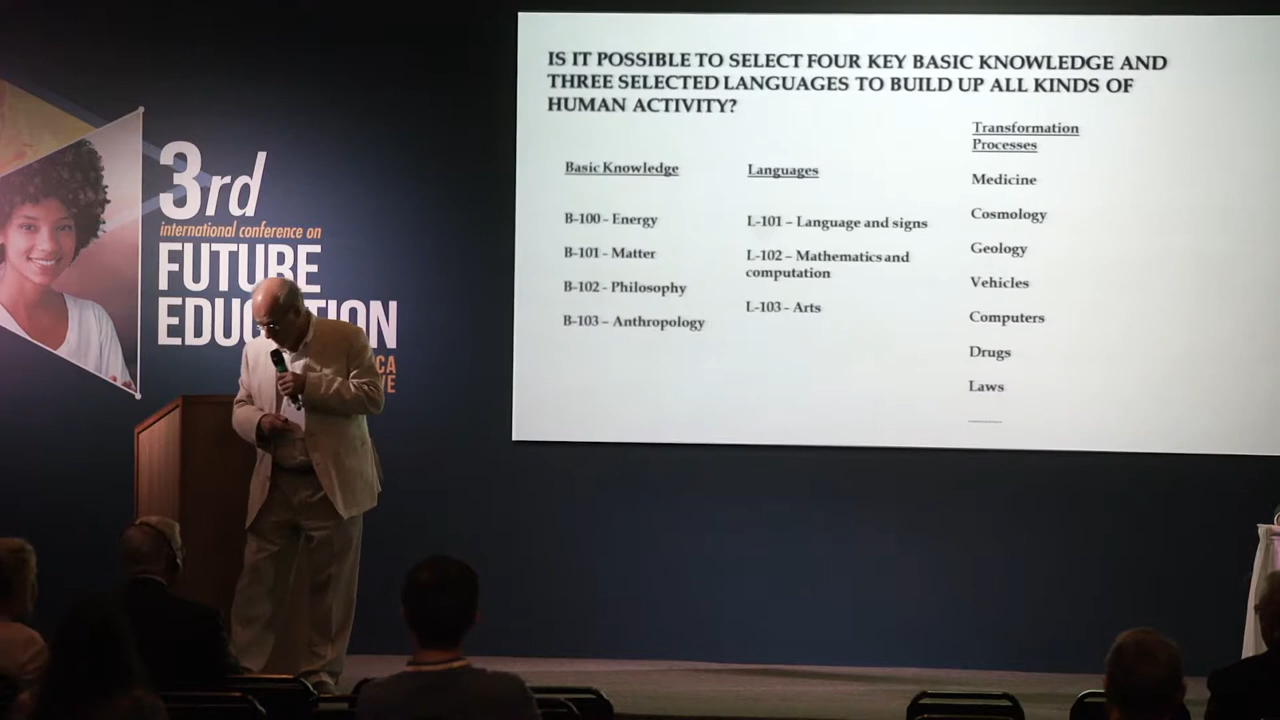 3rd
international conference on
FUTURE
IS IT POSSIBLE TO SELECT FOUR KEY BASIC KNOWLEDGE AND
THREE SELECTED LANGUAGES TO BUILD UP ALL KINDS OF
HUMAN ACTIVITY?
Basic Knowledge
B-100 - Energy
B-101 - Matter
B-102 - Philosophy
B-103 - Anthropology
Languages
L-101 – Language and signs
L-102 – Mathematics and
computation
L-103 - Arts
Transformation
Processes
Medicine
Cosmology
Geology
Vehicles
Computers
Drugs
Laws